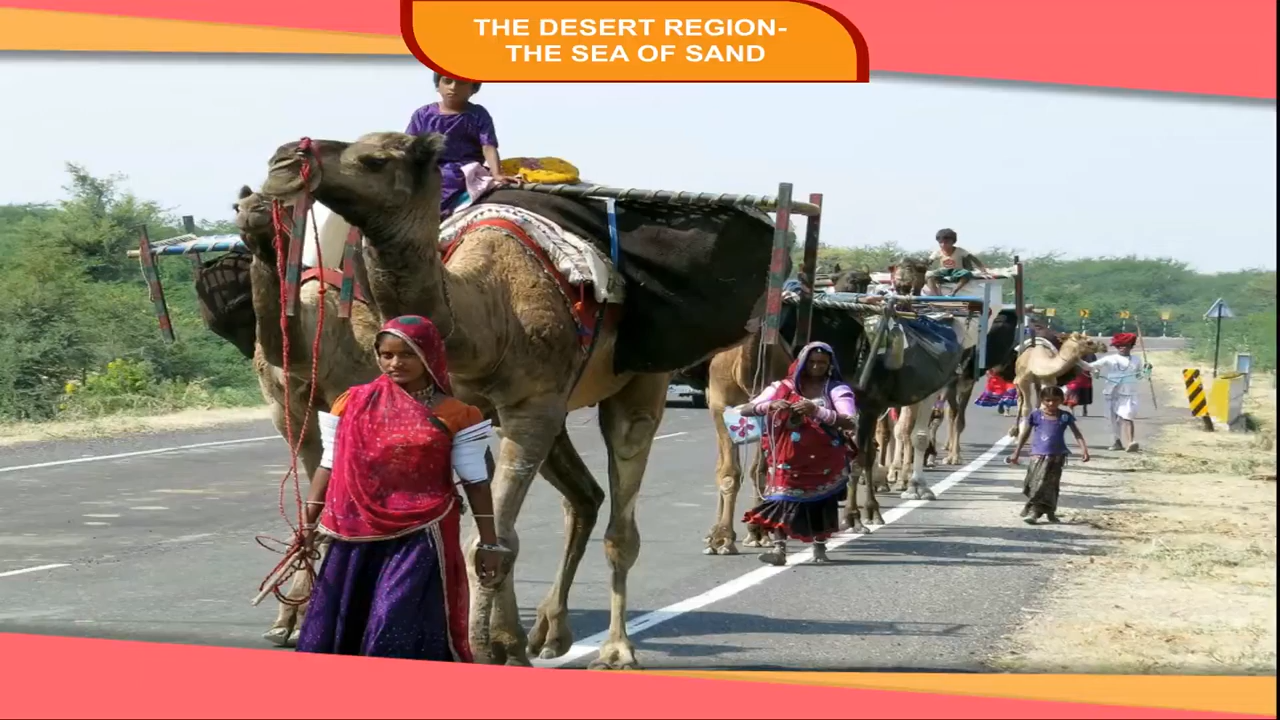 THE DESERT REGION-
THE SEA OF SAND